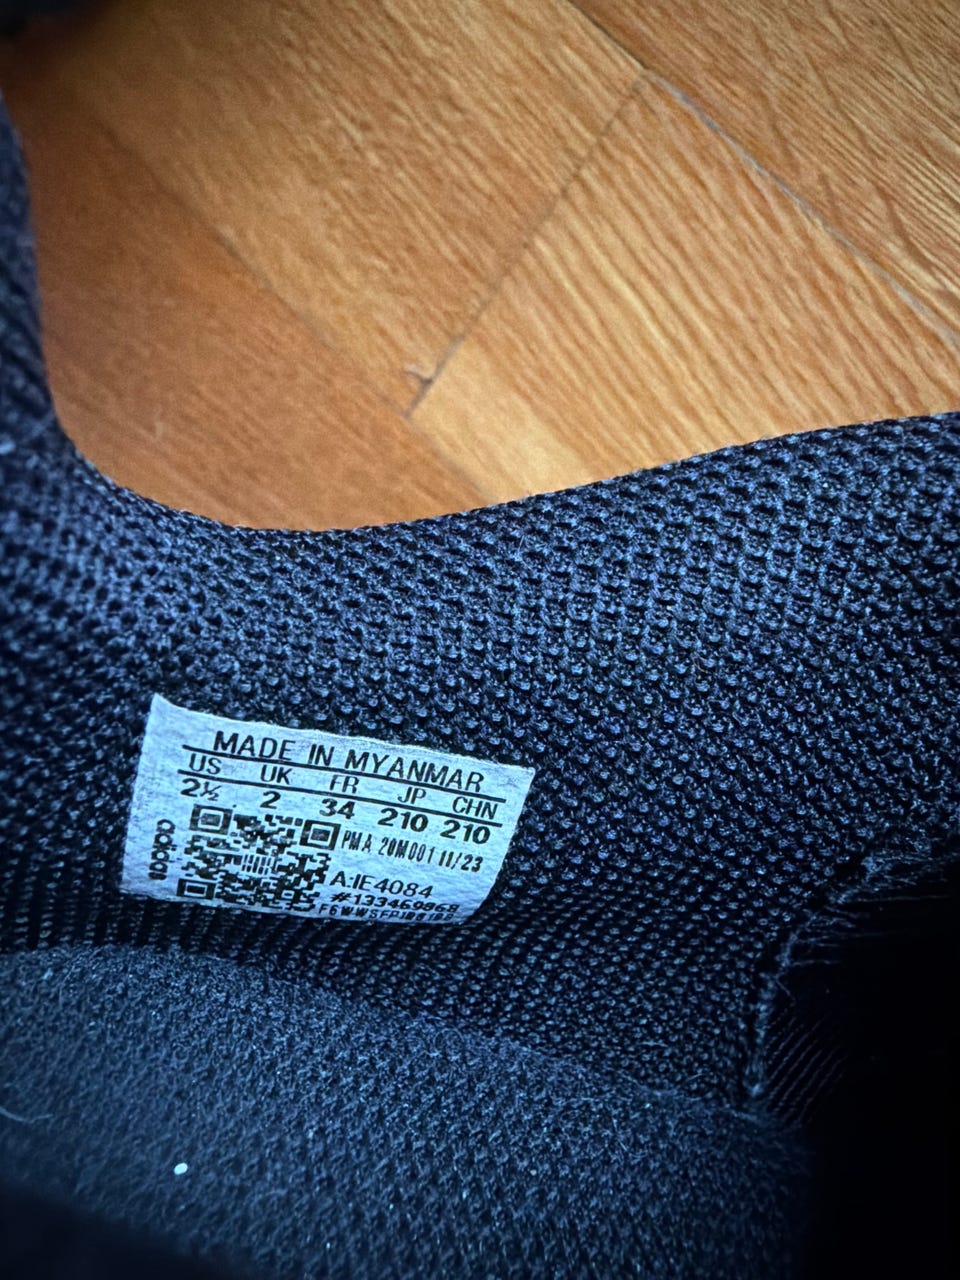 MADE IN MYANMAR
US UK FR JP CHN
2½ 2 34 210 210
adidas
PMA 20M001 11/23
A:IE4084
#133469868